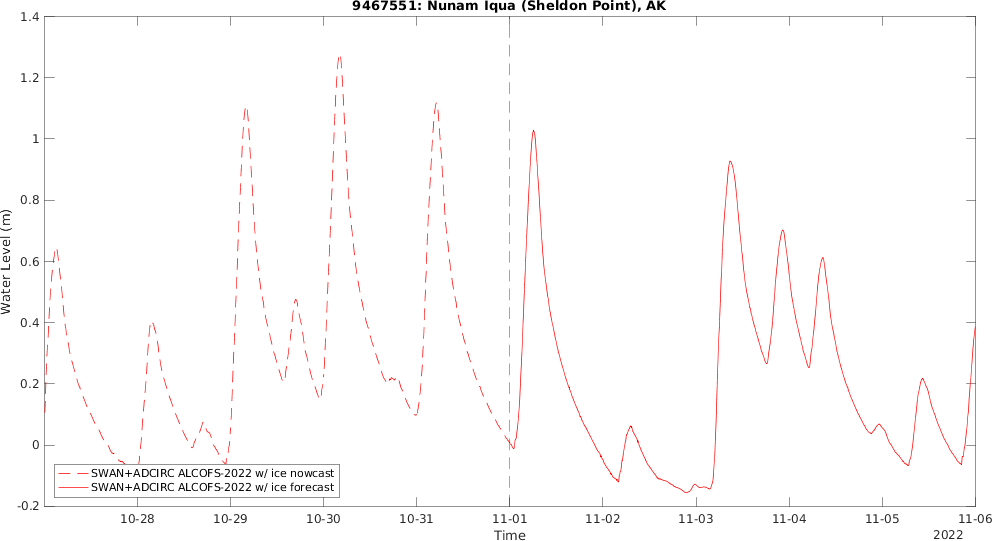 9467551: Nunam Iqua (Sheldon Point), AK
Water Level (m)
1.4
1.2
1
0.8
0.6
0.4
0.2
0
-0.2
SWAN+ADCIRC ALCOFS-2022 w/ ice nowcast
SWAN+ADCIRC ALCOFS-2022 w/ ice forecast
10-28 10-29 10-30 10-31 11-01 11-02 11-03 11-04 11-05 11-06
Time
2022